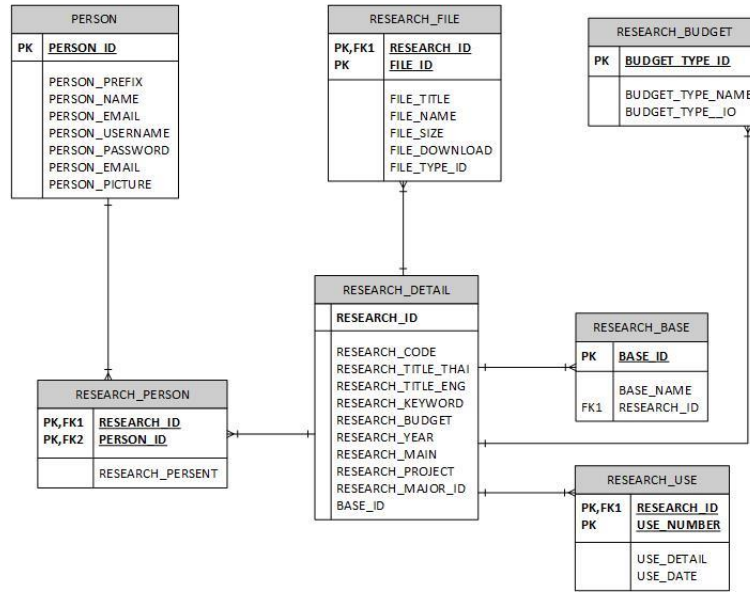 PERSON
PK PERSON_ID
PERSON_PREFIX
PERSON_NAME
PERSON_EMAIL
PERSON_USERNAME
PERSON_PASSWORD
PERSON_EMAIL
PERSON_PICTURE
RESEARCH_FILE
PK,FK1 RESEARCH_ID
PK FILE_ID
FILE_TITLE
FILE_NAME
FILE_SIZE
FILE_DOWNLOAD
FILE_TYPE_ID
RESEARCH_BUDGET
PK BUDGET_TYPE_ID
BUDGET_TYPE_NAME
BUDGET_TYPE__IO
RESEARCH_DETAIL
RESEARCH_ID
RESEARCH_CODE
RESEARCH_TITLE_THAI
RESEARCH_TITLE_ENG
RESEARCH_KEYWORD
RESEARCH_BUDGET
RESEARCH_YEAR
RESEARCH_MAIN
RESEARCH_PROJECT
RESEARCH_MAJOR_ID
BASE_ID
RESEARCH_BASE
PK BASE_ID
BASE_NAME
FK1 RESEARCH_ID
RESEARCH_PERSON
PK,FK1 RESEARCH_ID
PK,FK2 PERSON_ID
RESEARCH_PERSENT
RESEARCH_USE
PK,FK1 RESEARCH_ID
PK USE_NUMBER
USE_DETAIL
USE_DATE